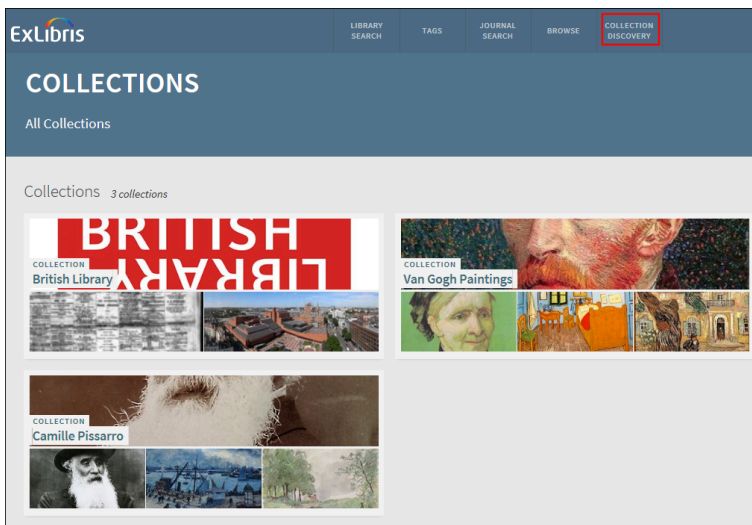 ExLibris
LIBRARY
SEARCH
TAGS
JOURNAL
SEARCH
BROWSE
COLLECTION
DISCOVERY
COLLECTIONS
All Collections
Collections 3 collections
BRITISH
LIBRARY
COLLECTION
British Library
COLLECTION
Van Gogh Paintings
COLLECTION
Camille Pissarro